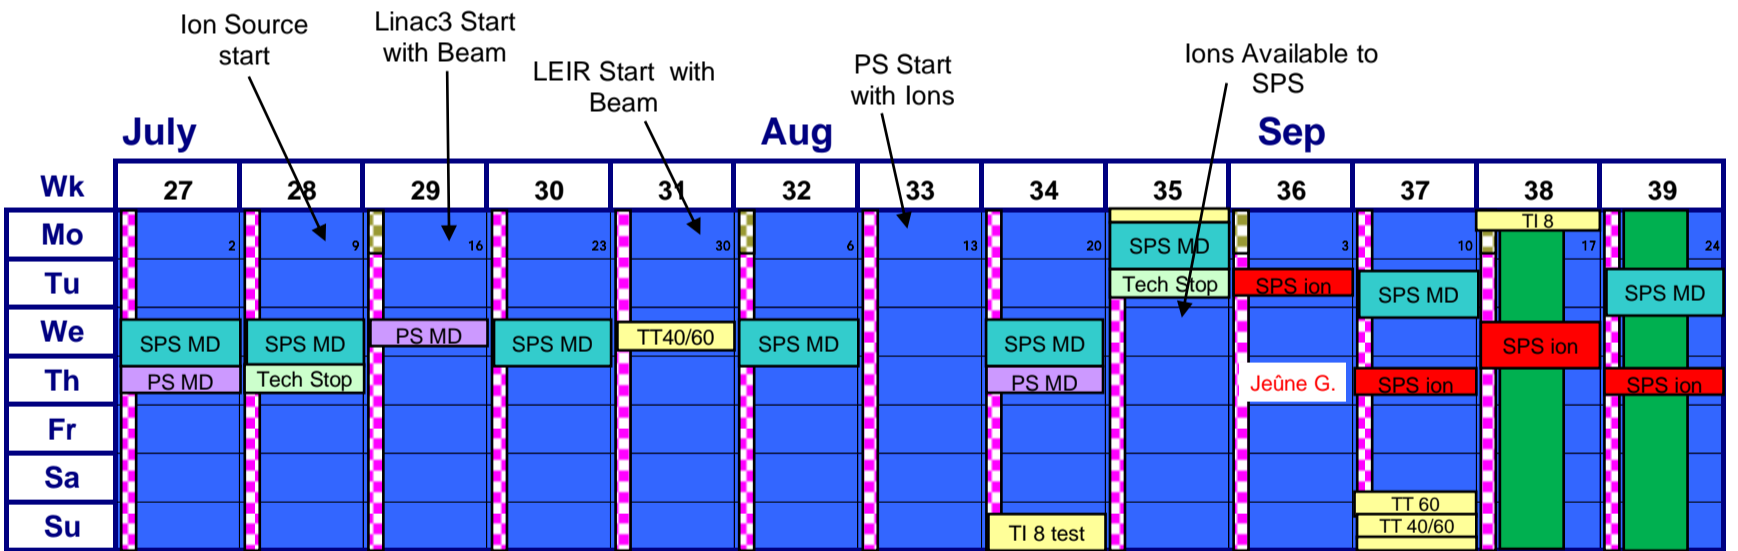 Ion Source
start
Linac3 Start
with Beam
LEIR Start with
Beam
PS Start
with Ions
Ions Available to
SPS
July Aug Sep
Wk 27 28 29 30 31 32 33 34 35 36 37 38 39
TI 8
Mo 2 9 16 23 30 6 13 20 SPS MD 3 10 17 24
Tu Tech Stop SPS ion SPS MD SPS MD
We SPS MD SPS MD PS MD SPS MD TT40/60 SPS MD SPS MD SPS ion
Th PS MD Tech Stop PS MD Jeûne G. SPS ion SPS ion
Fr
Sa
TT 60
Su TI 8 test TT 40/60